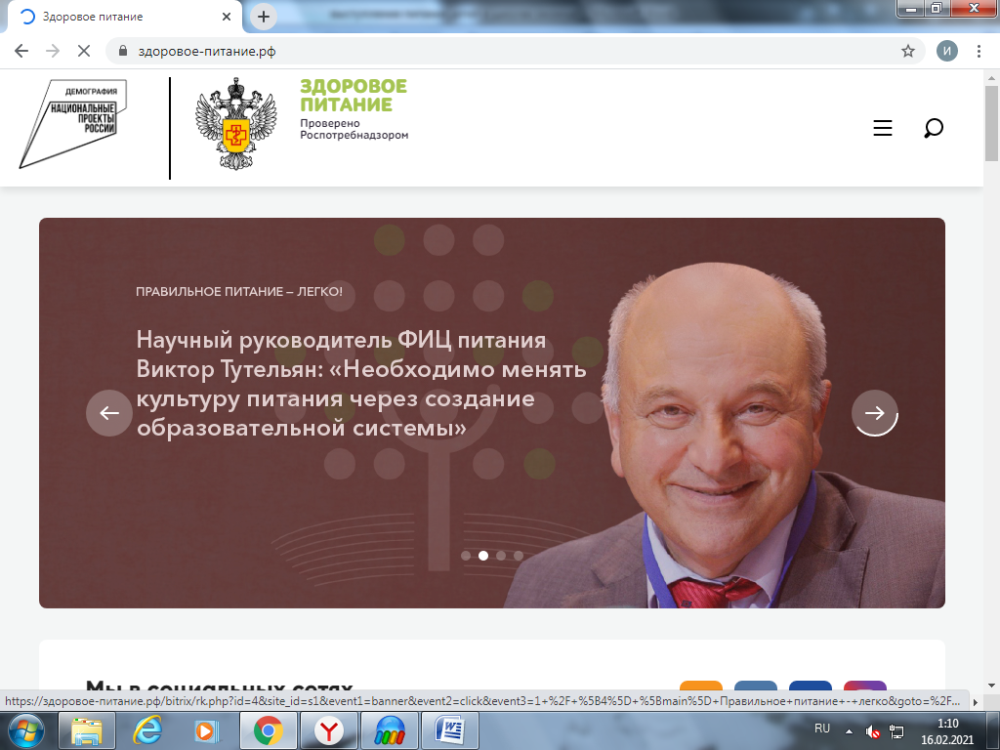 Здоровое питание
здоровое-питание.рф
И
ДЕМОГРАФИЯ
НАЦИОНАЛЬНЫЕ
ПРОЕКТЫ
РОССИИ
ЗДОРОВОЕ
ПИТАНИЕ
Проверено
Роспотребнадзором
ПРАВИЛЬНОЕ ПИТАНИЕ – ЛЕГКО!
Научный руководитель ФИЦ питания
Виктор Тутельян: «Необходимо менять
культуру питания через создание
образовательной системы»
Мы в социальных сетях
https://здоровое-питание.рф/bitrix/rk.php?id=4&site_id=s1&event1=banner&event2=click&event3=1+%2F+%5B4%5D+%5Bmain%5D+Правильное+питание+-+легко&goto=%2F...
RU
1:10
16.02.2021